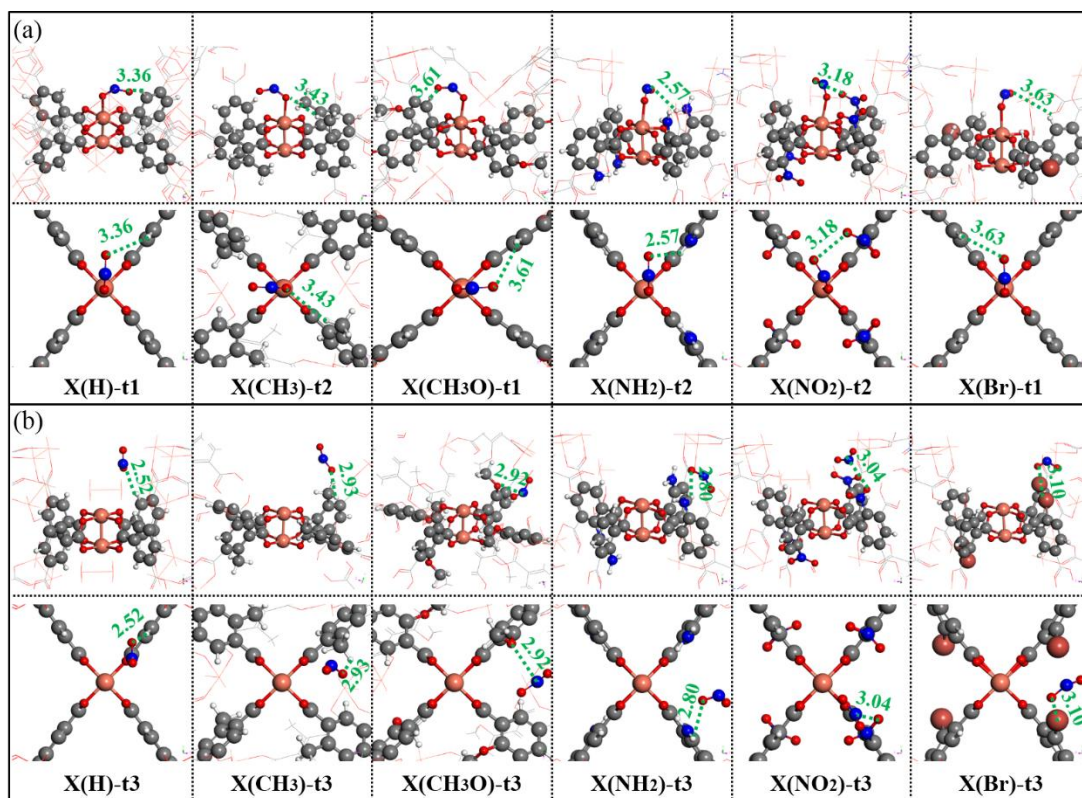 (a)
3.36
3.43
3.61
2.57
3.18
3.63
3.36
3.43
3.61
2.57
3.18
3.63
X(H)-t1
X(CH3)-t2
X(CH3O)-t1
X(NH2)-t2
X(NO2)-t2
X(Br)-t1
(b)
2.52
2.93
2.92
2.80
3.04
3.10
2.52
2.93
2.92
2.80
3.04
3.10
X(H)-t3
X(CH3)-t3
X(CH3O)-t3
X(NH2)-t3
X(NO2)-t3
X(Br)-t3